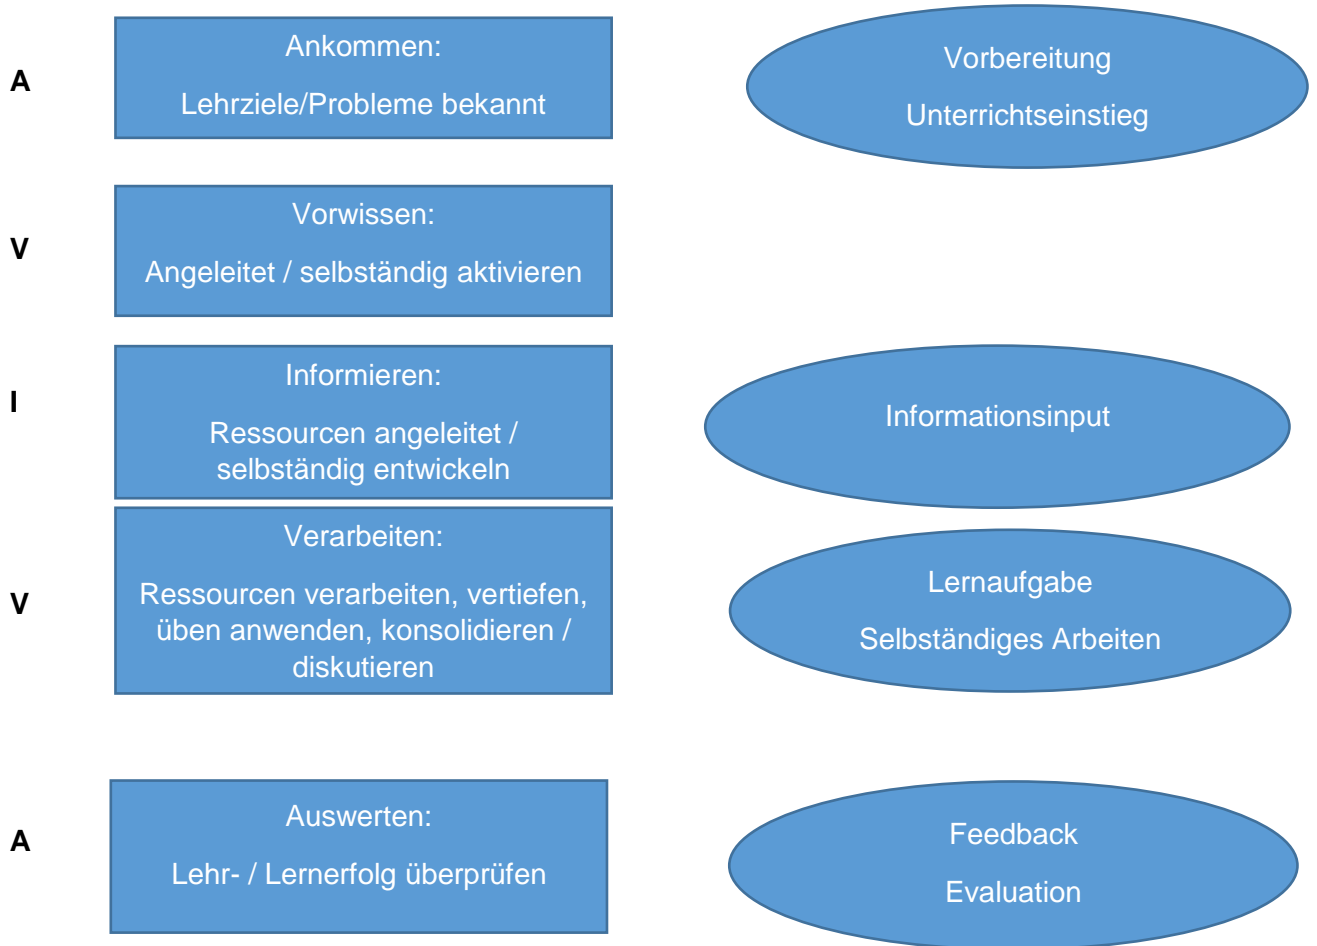 A
Ankommen:
Lehrziele/Probleme bekannt
Vorbereitung
Unterrichtseinstieg
V
Vorwissen:
Angeleitet / selbständig aktivieren
I
Informieren:
Ressourcen angeleitet /
selbständig entwickeln
Informationsinput
V
Verarbeiten:
Ressourcen verarbeiten, vertiefen,
üben anwenden, konsolidieren /
diskutieren
Lernaufgabe
Selbständiges Arbeiten
A
Auswerten:
Lehr- / Lernerfolg überprüfen
Feedback
Evaluation